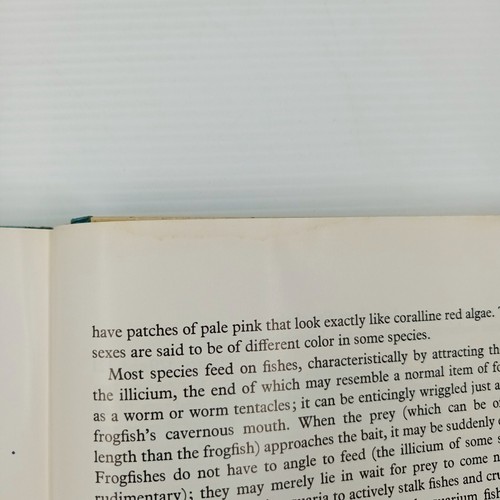 have patches of pale pink that look exactly like coralline red algae.
sexes are said to be of different color in some species.
Most species feed on fishes, characteristically by attracting
the illicium, the end of which may resemble a normal item of
as a worm or worm tentacles; it can be enticingly wriggled just
frogfish's cavernous mouth. When the prey (which can be
length than the frogfish) approaches the bait, it may be suddenly
Frogfishes do not have to angle to feed (the illicium of some
rudimentary); they may merely lie in wait for prey to come
to actively stalk fishes and